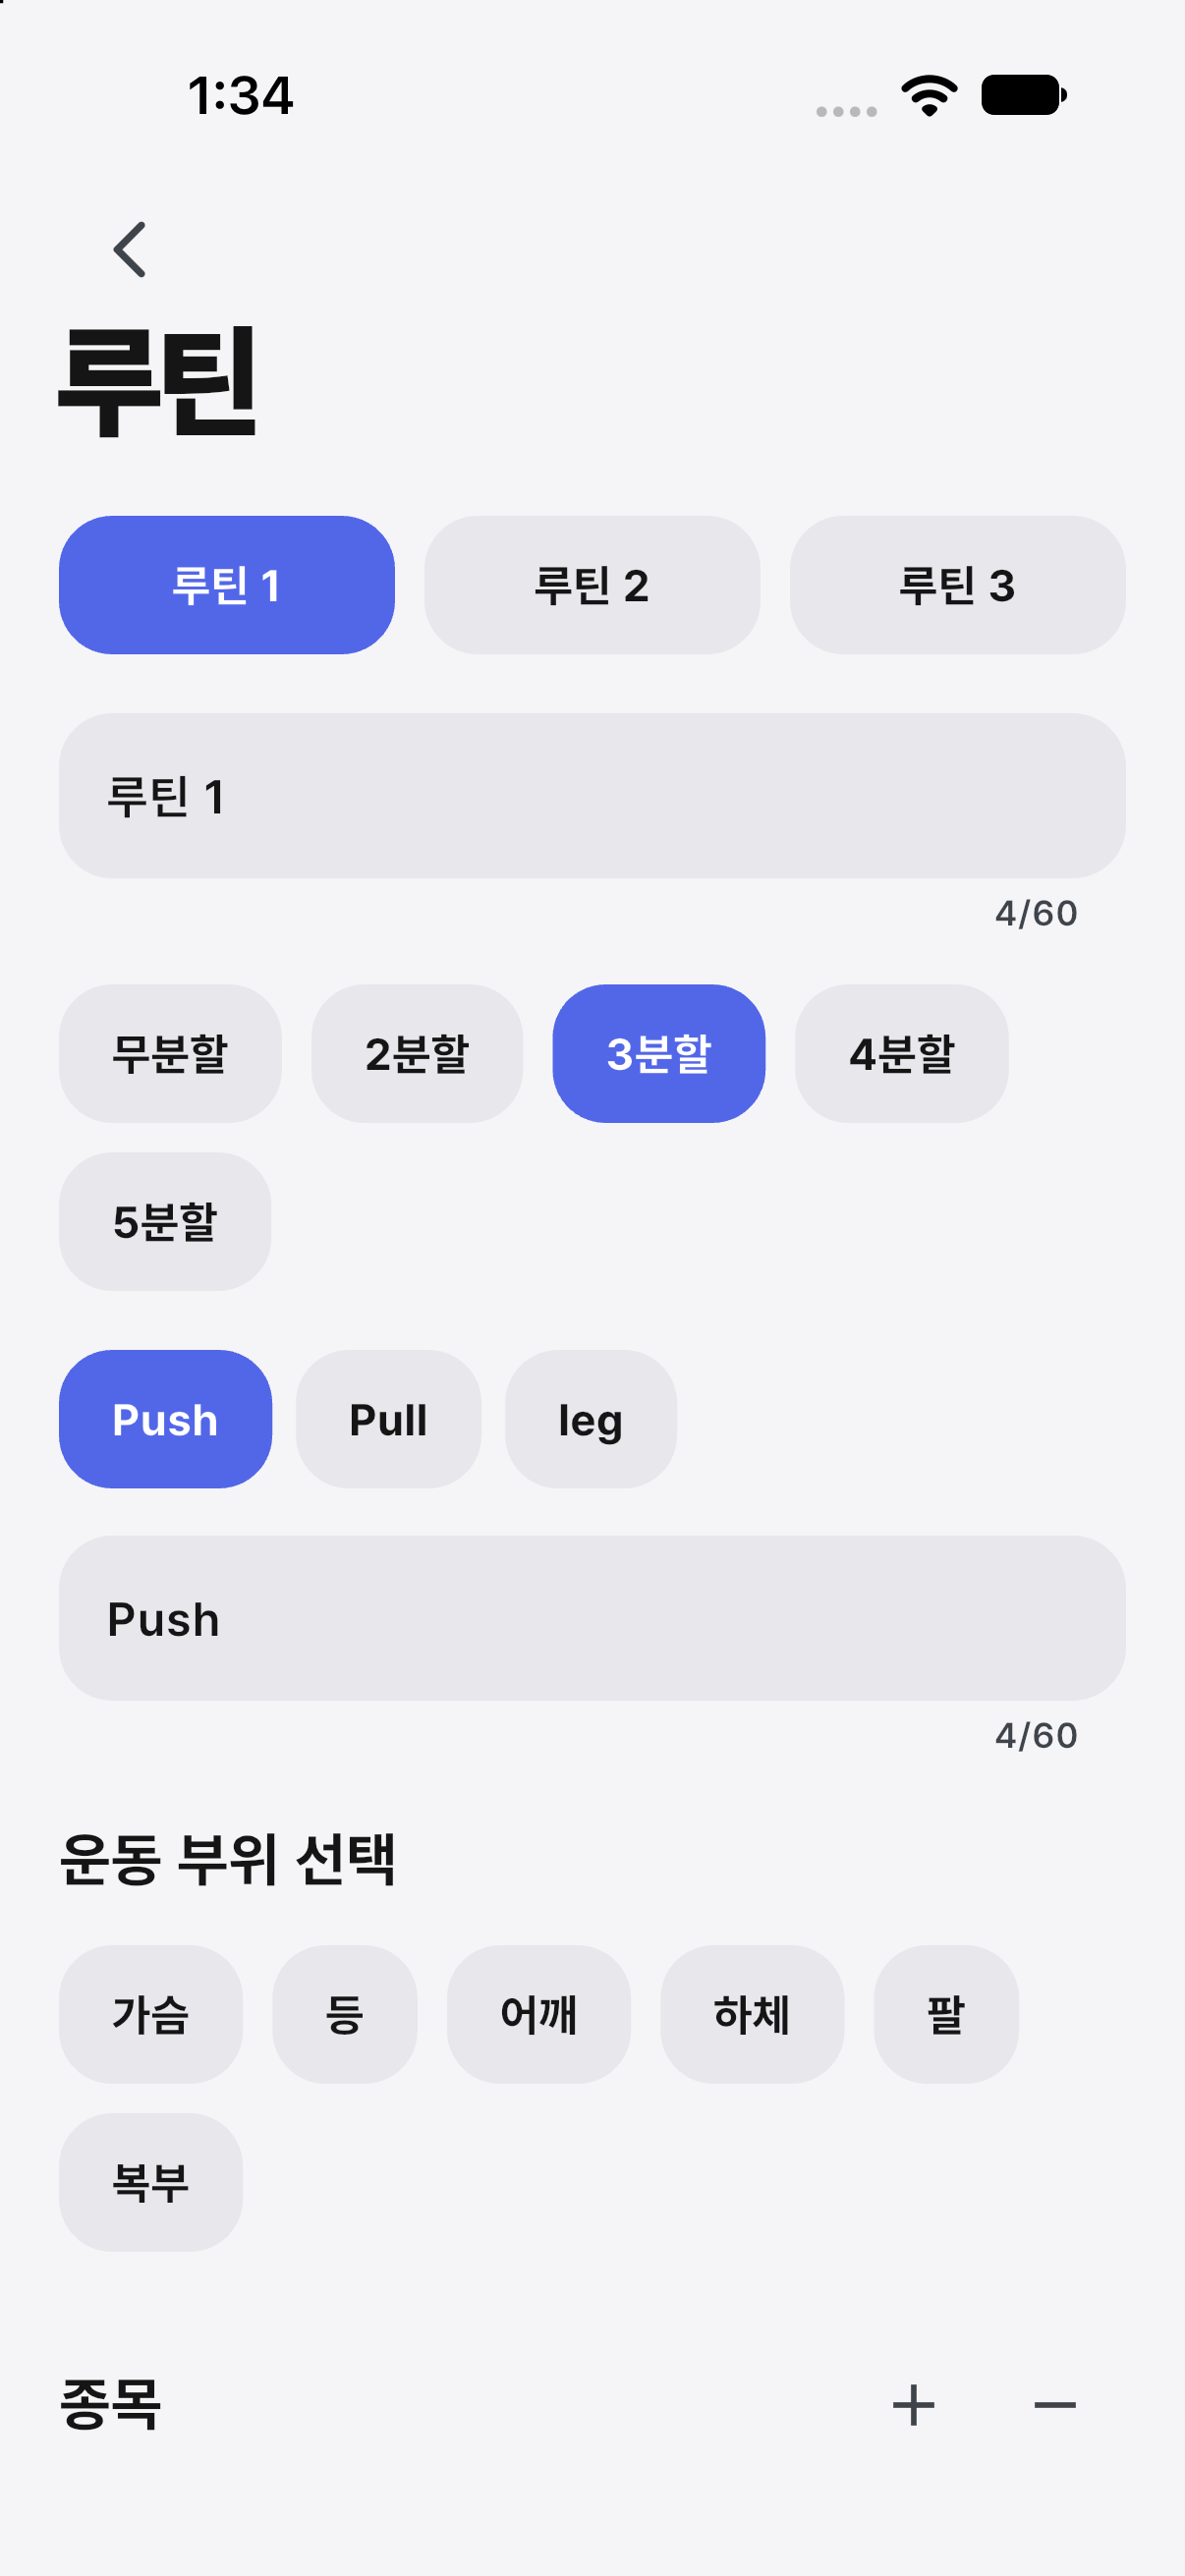 1:34
루틴
루틴 1 루틴 2 루틴 3
루틴 1
4/60
무분할 2분할 3분할 4분할
5분할
Push Pull leg
Push
4/60
운동 부위 선택
가슴 등 어깨 하체 팔
복부
종목